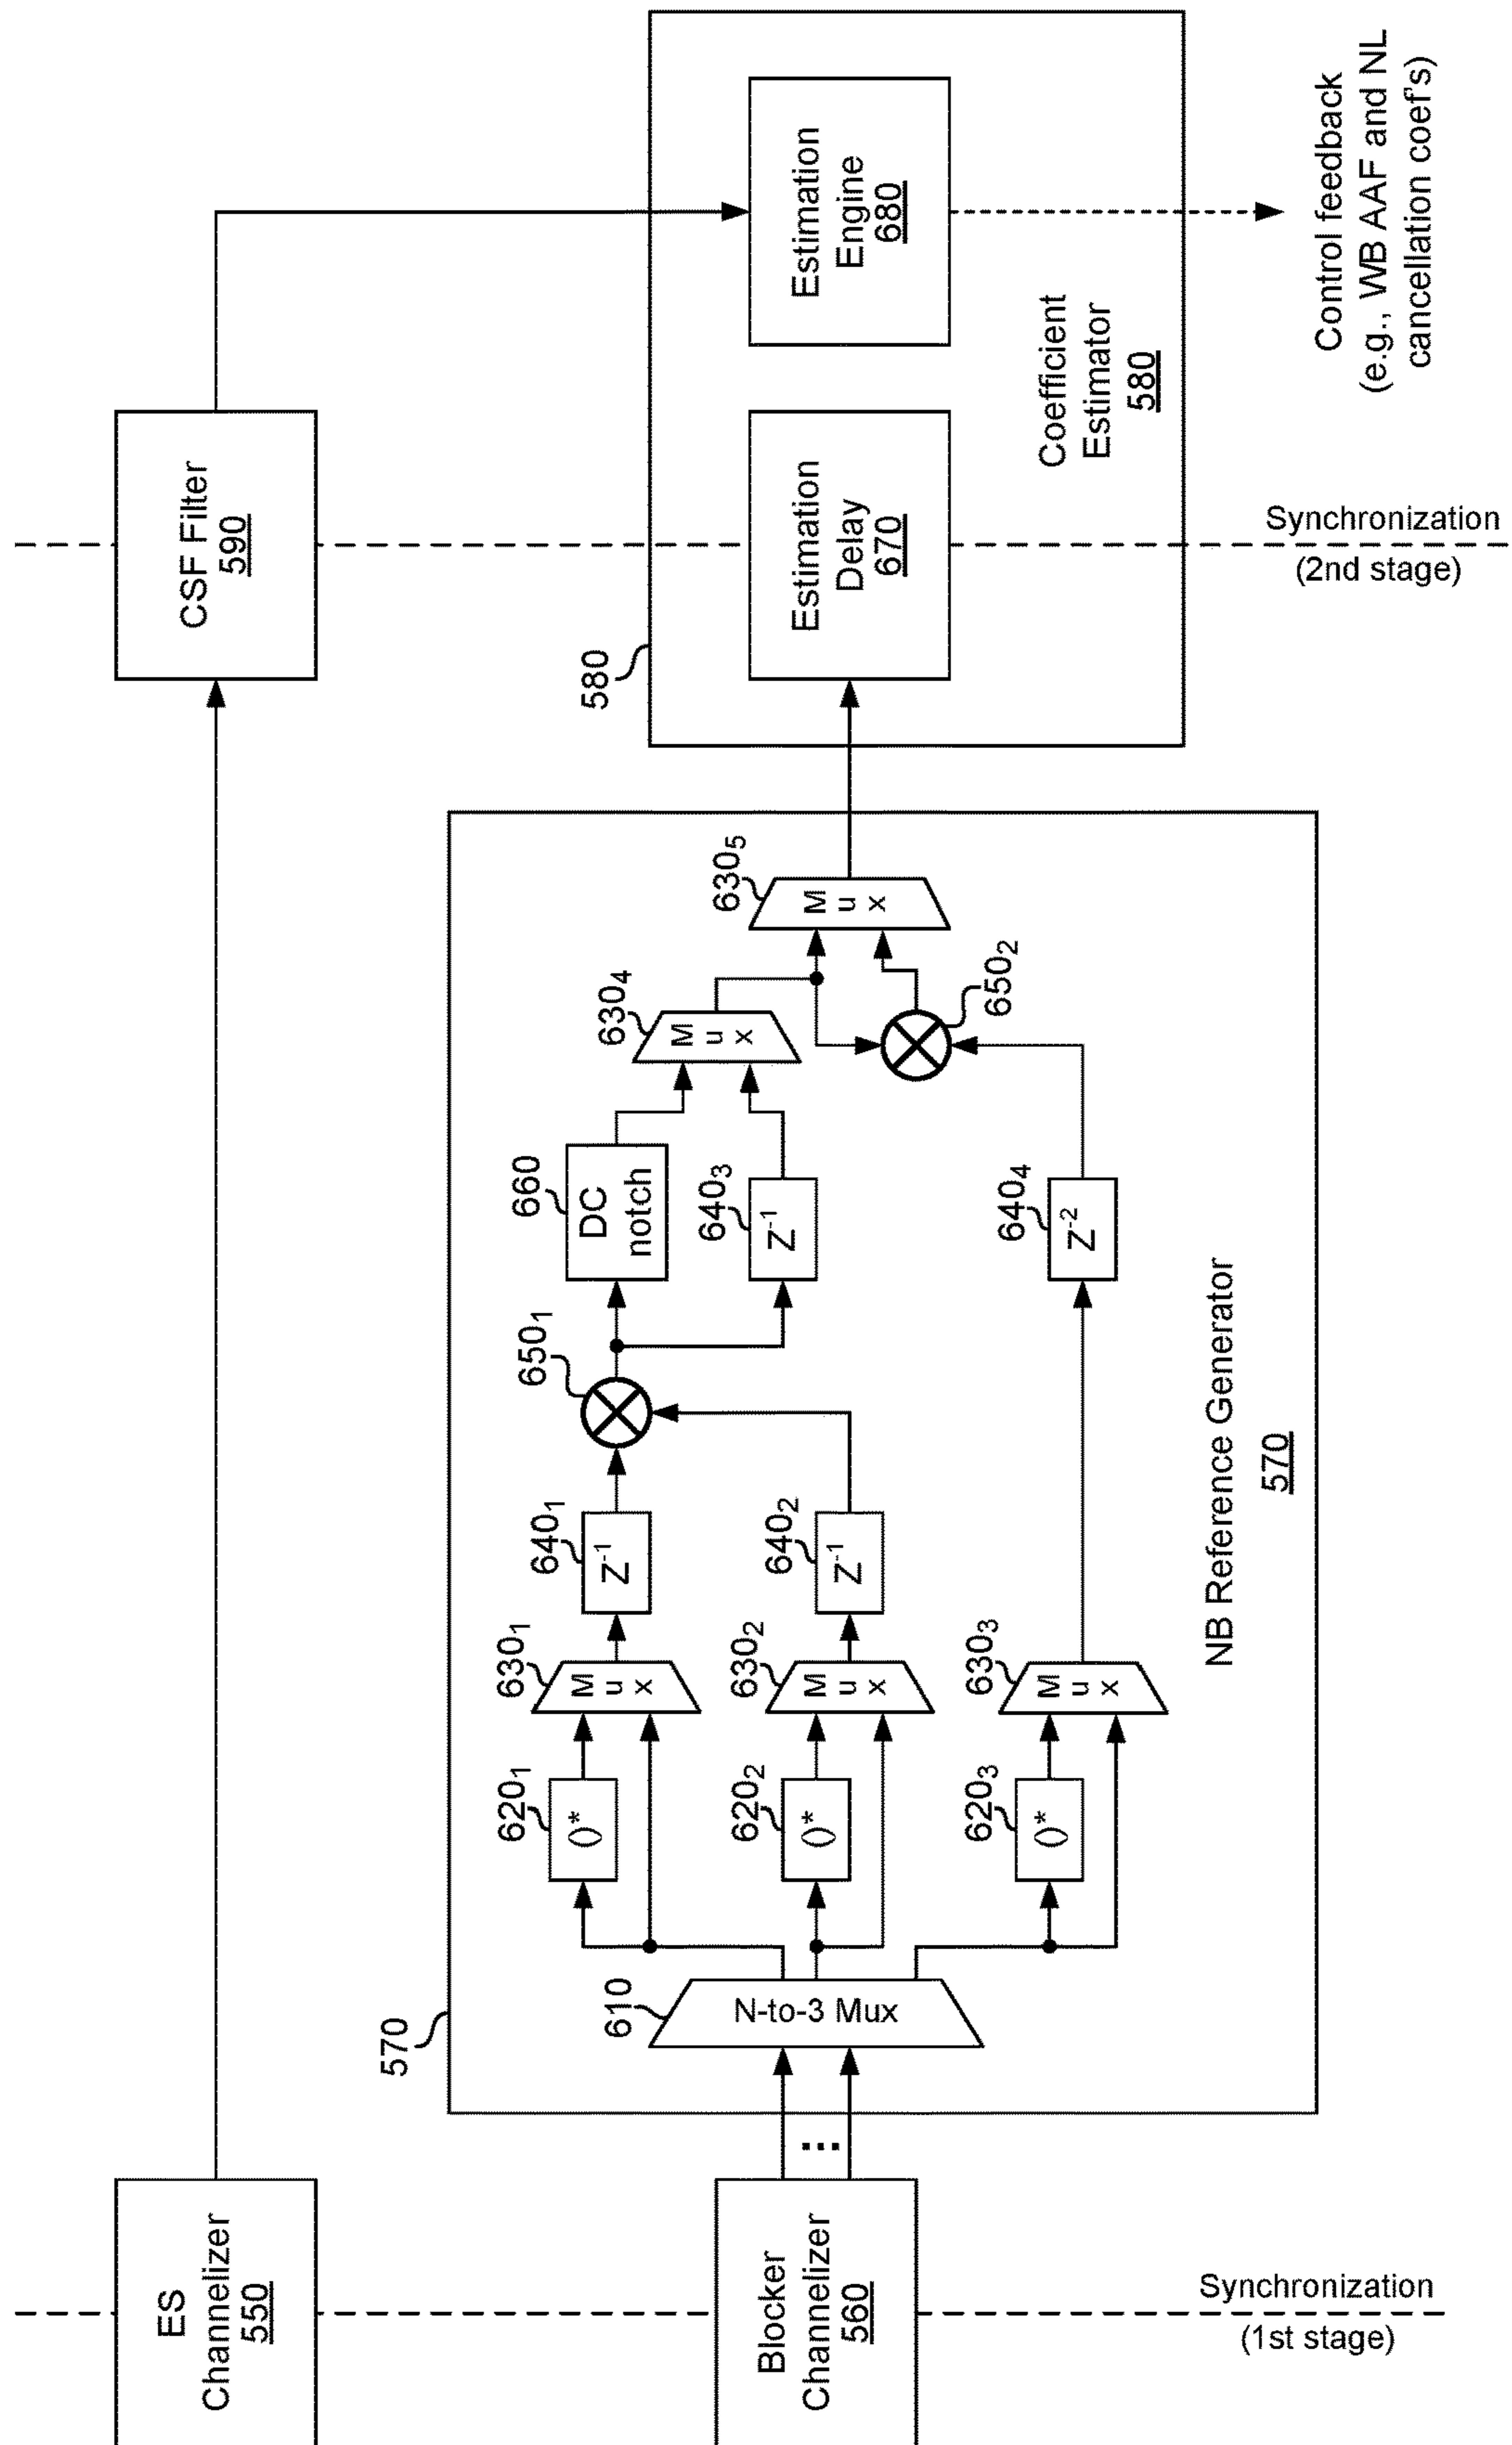 ES
Channelizer
550
CSF Filter
590
Blocker
Channelizer
560
570
610
N-to-3 Mux
620₁
()*
620₂
()*
620₃
()*
630₁
Mux
630₂
Mux
630₃
Mux
640₁
Z⁻¹
640₂
Z⁻¹
650₁
660
DC
notch
640₃
Z⁻¹
640₄
Z⁻²
630₄
Mux
650₂
630₅
Mux
NB Reference Generator
570
580
Estimation
Delay
670
Estimation
Engine
680
Coefficient
Estimator
580
Synchronization
(1st stage)
Synchronization
(2nd stage)
Control feedback
(e.g., WB AAF and NL
cancellation coef's)